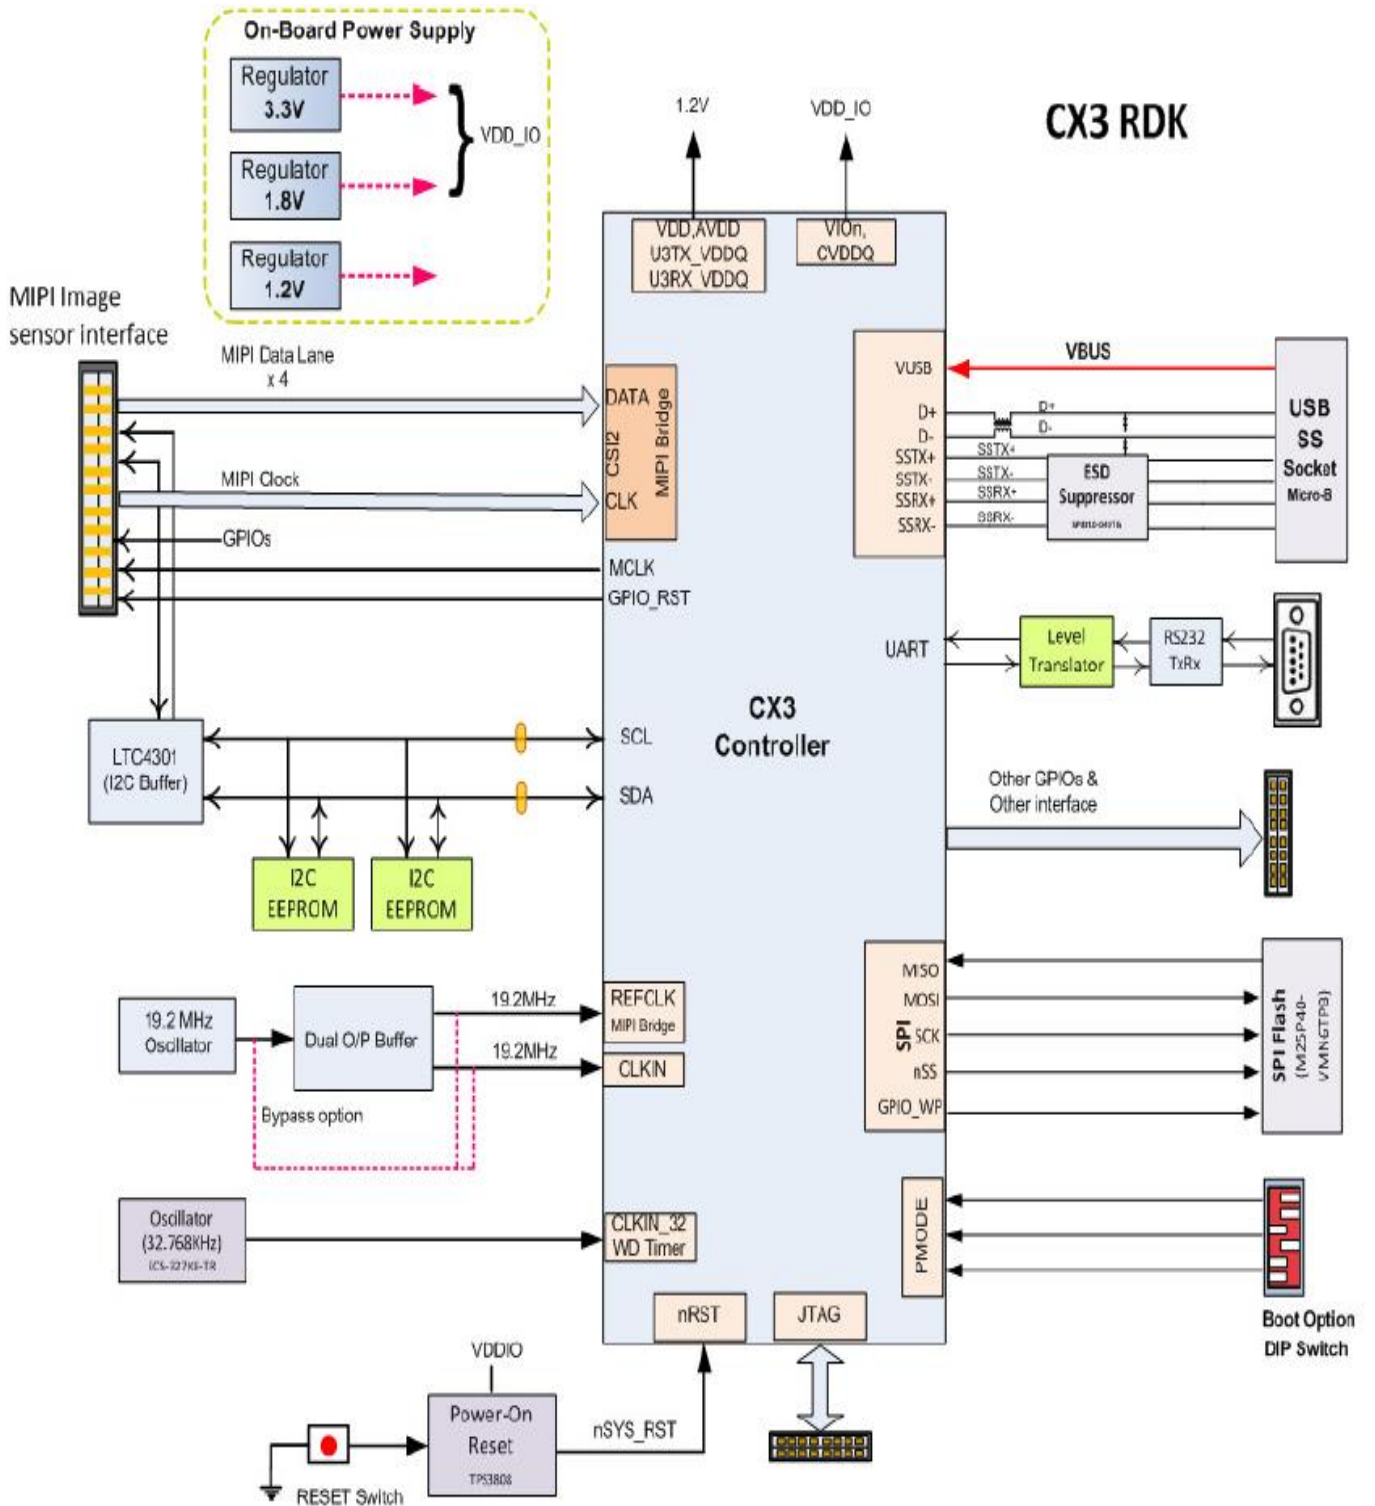 On-Board Power Supply
Regulator
3.3V
Regulator
1.8V
VDD_IO
Regulator
1.2V
1.2V
VDD_IO
CX3 RDK
VDD,AVDD
U3TX_VDDQ
U3RX_VDDQ
VIOn,
CVDDQ
MIPI Image
sensor interface
MIPI Data Lane
x 4
DATA
CSI2
MIPI Bridge
MIPI Clock
CLK
GPIOs
MCLK
GPIO_RST
VUSB
VBUS
D+
D-
SSTX+
SSTX-
SSRX+
SSRX-
D+
D-
SSTX+
SSTX-
SSRX+
SSRX-
ESD
Suppressor
USB
SS
Socket
Micro-B
UART
Level
Translator
RS232
TxRx
CX3
Controller
LTC4301
(I2C Buffer)
SCL
SDA
I2C
EEPROM
I2C
EEPROM
Other GPIOs &
Other interface
19.2 MHz
Oscillator
Dual O/P Buffer
19.2MHz
19.2MHz
REFCLK
MIPI Bridge
CLKIN
Bypass option
SPI
MISO
MOSI
SCK
nSS
GPIO_WP
SPI Flash
(M25P40-
VMNGTPB)
Oscillator
(32.768KHz)
CLKIN_32
WD Timer
PMODE
Boot Option
DIP Switch
nRST
JTAG
VDDIO
Power-On
Reset
TPS3808
nSYS_RST
RESET Switch